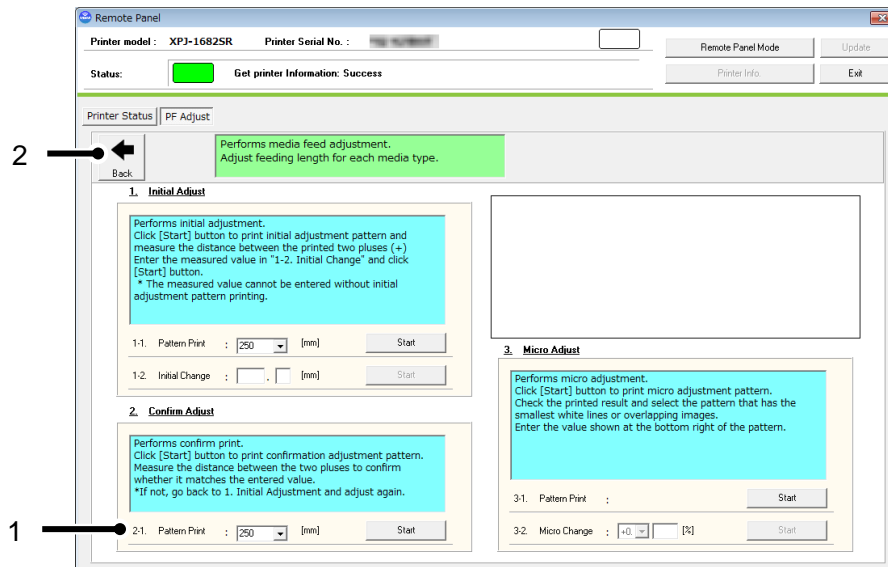 Remote Panel
Printer model : XPJ-1682SR Printer Serial No. :
Remote Panel Mode Update
Status: Get printer Information: Success
Printer Info. Exit
Printer Status PF Adjust
2
Back
Performs media feed adjustment.
Adjust feeding length for each media type.
1. Initial Adjust
Performs initial adjustment.
Click [Start] button to print initial adjustment pattern and
measure the distance between the printed two pluses (+)
Enter the measured value in "1-2. Initial Change" and click
[Start] button.
* The measured value cannot be entered without initial
adjustment pattern printing.
1-1. Pattern Print : 250 [mm] Start
1-2. Initial Change : . [mm] Start
2. Confirm Adjust
Performs confirm print.
Click [Start] button to print confirmation adjustment pattern.
Measure the distance between the two pluses to confirm
whether it matches the entered value.
*If not, go back to 1. Initial Adjustment and adjust again.
1
2-1. Pattern Print : 250 [mm] Start
3. Micro Adjust
Performs micro adjustment.
Click [Start] button to print micro adjustment pattern.
Check the printed result and select the pattern that has the
smallest white lines or overlapping images.
Enter the value shown at the bottom right of the pattern.
3-1. Pattern Print : Start
3-2. Micro Change : +0. [%] Start